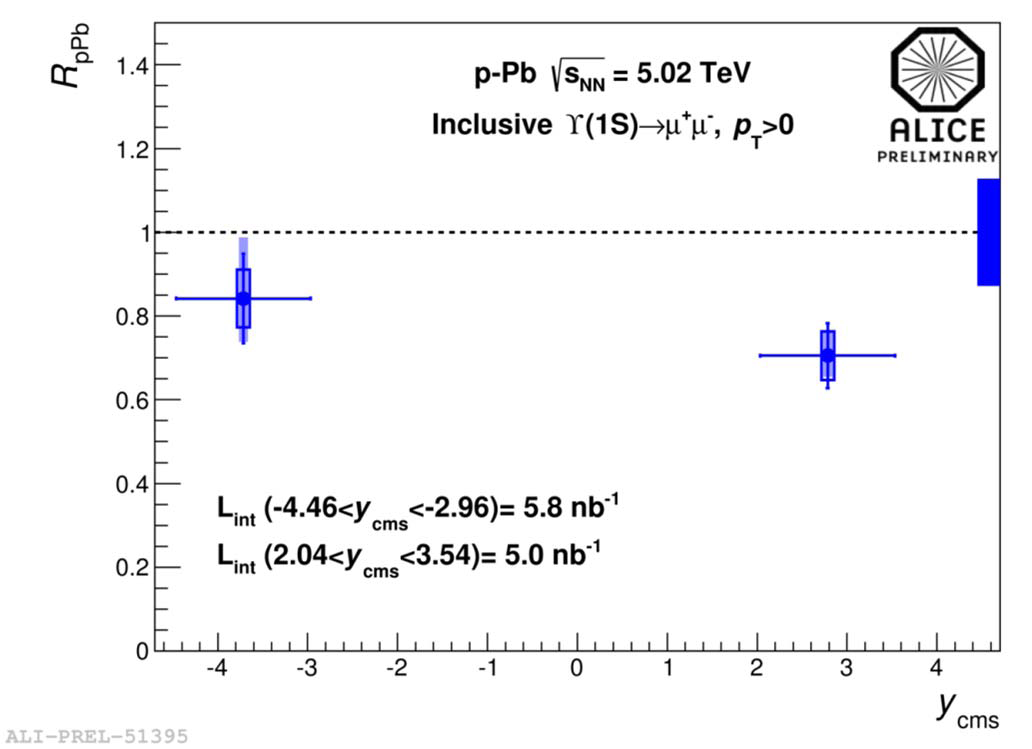 R_pPb
1.4
1.2
1
0.8
0.6
0.4
0.2
0
p-Pb √s_NN = 5.02 TeV
Inclusive ϒ(1S)→μ⁺μ⁻, p_T>0
ALICE
PRELIMINARY
L_int (-4.46<y_cms<-2.96)= 5.8 nb⁻¹
L_int (2.04<y_cms<3.54)= 5.0 nb⁻¹
-4 -3 -2 -1 0 1 2 3 4
y_cms
ALI-PREL-51395